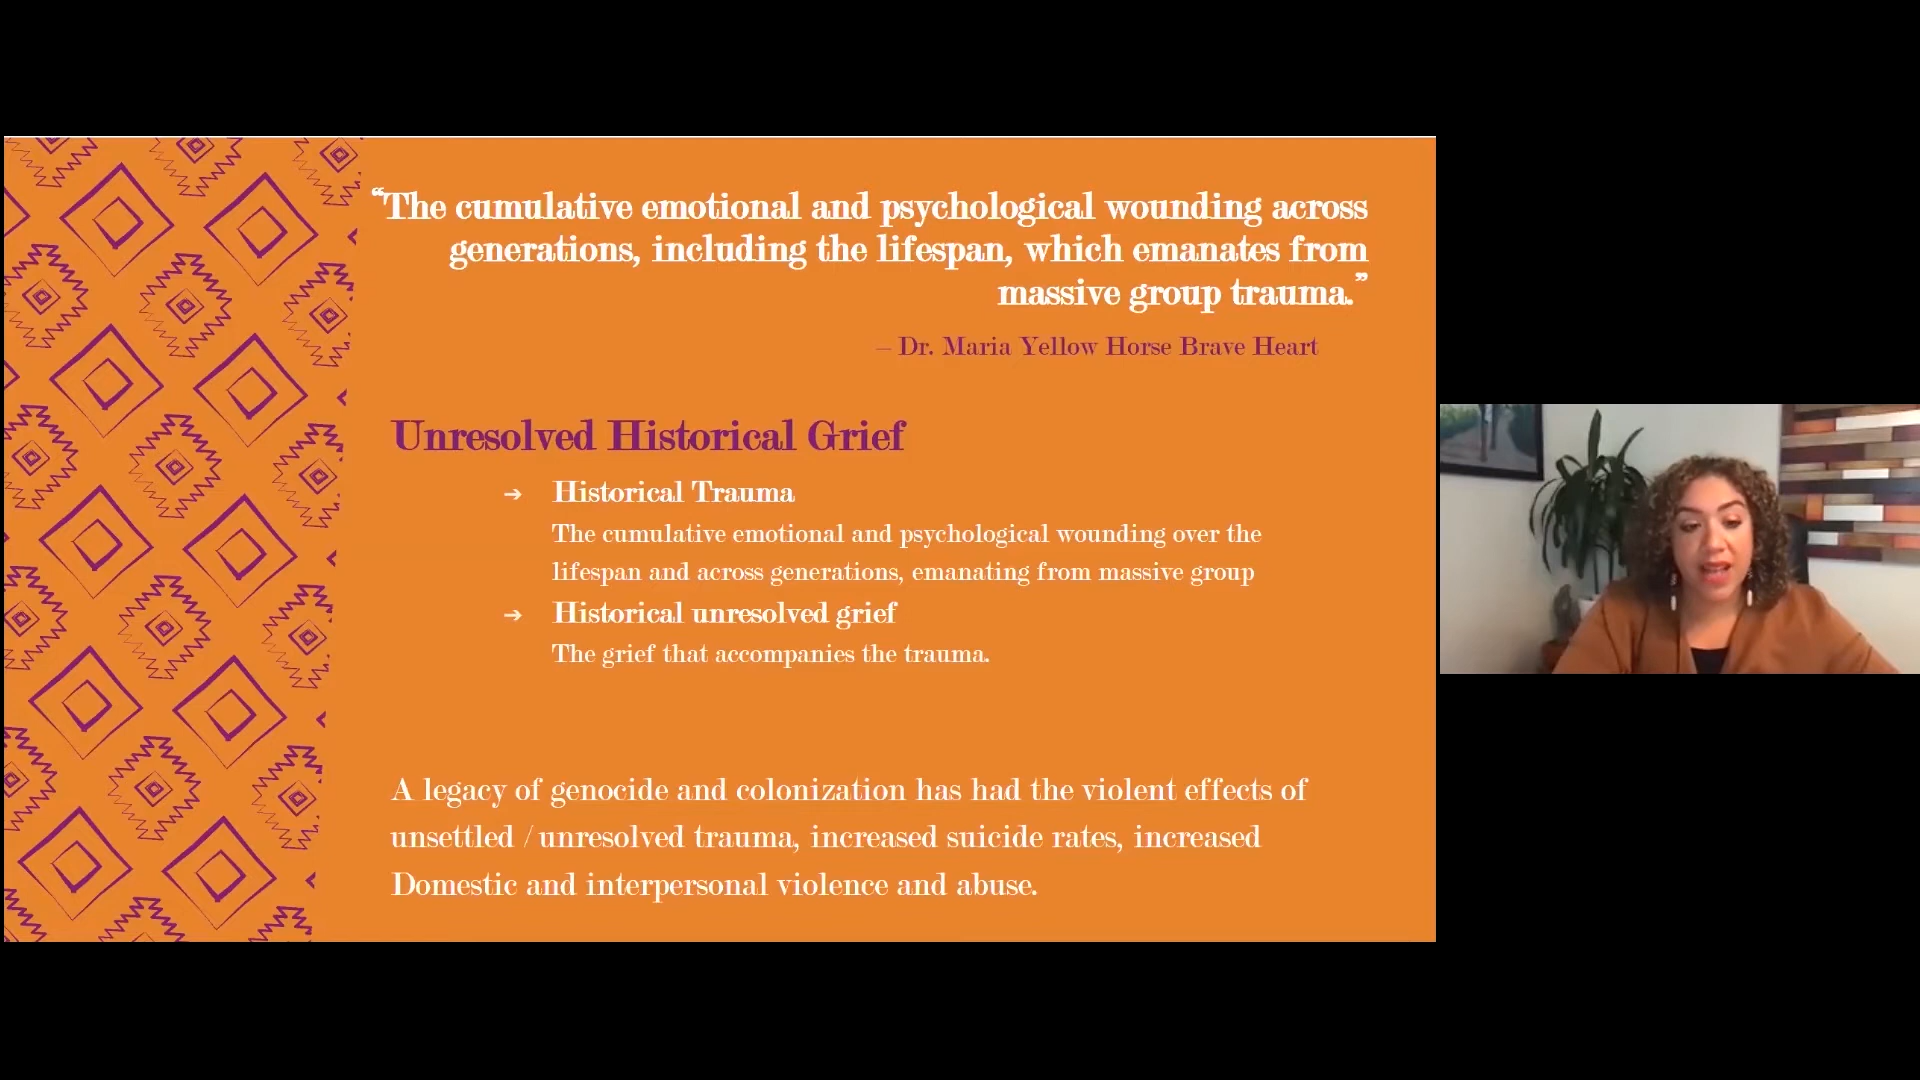 “The cumulative emotional and psychological wounding across
generations, including the lifespan, which emanates from
massive group trauma.”
– Dr. Maria Yellow Horse Brave Heart
Unresolved Historical Grief
➔ Historical Trauma
The cumulative emotional and psychological wounding over the
lifespan and across generations, emanating from massive group
➔ Historical unresolved grief
The grief that accompanies the trauma.
A legacy of genocide and colonization has had the violent effects of
unsettled / unresolved trauma, increased suicide rates, increased
Domestic and interpersonal violence and abuse.